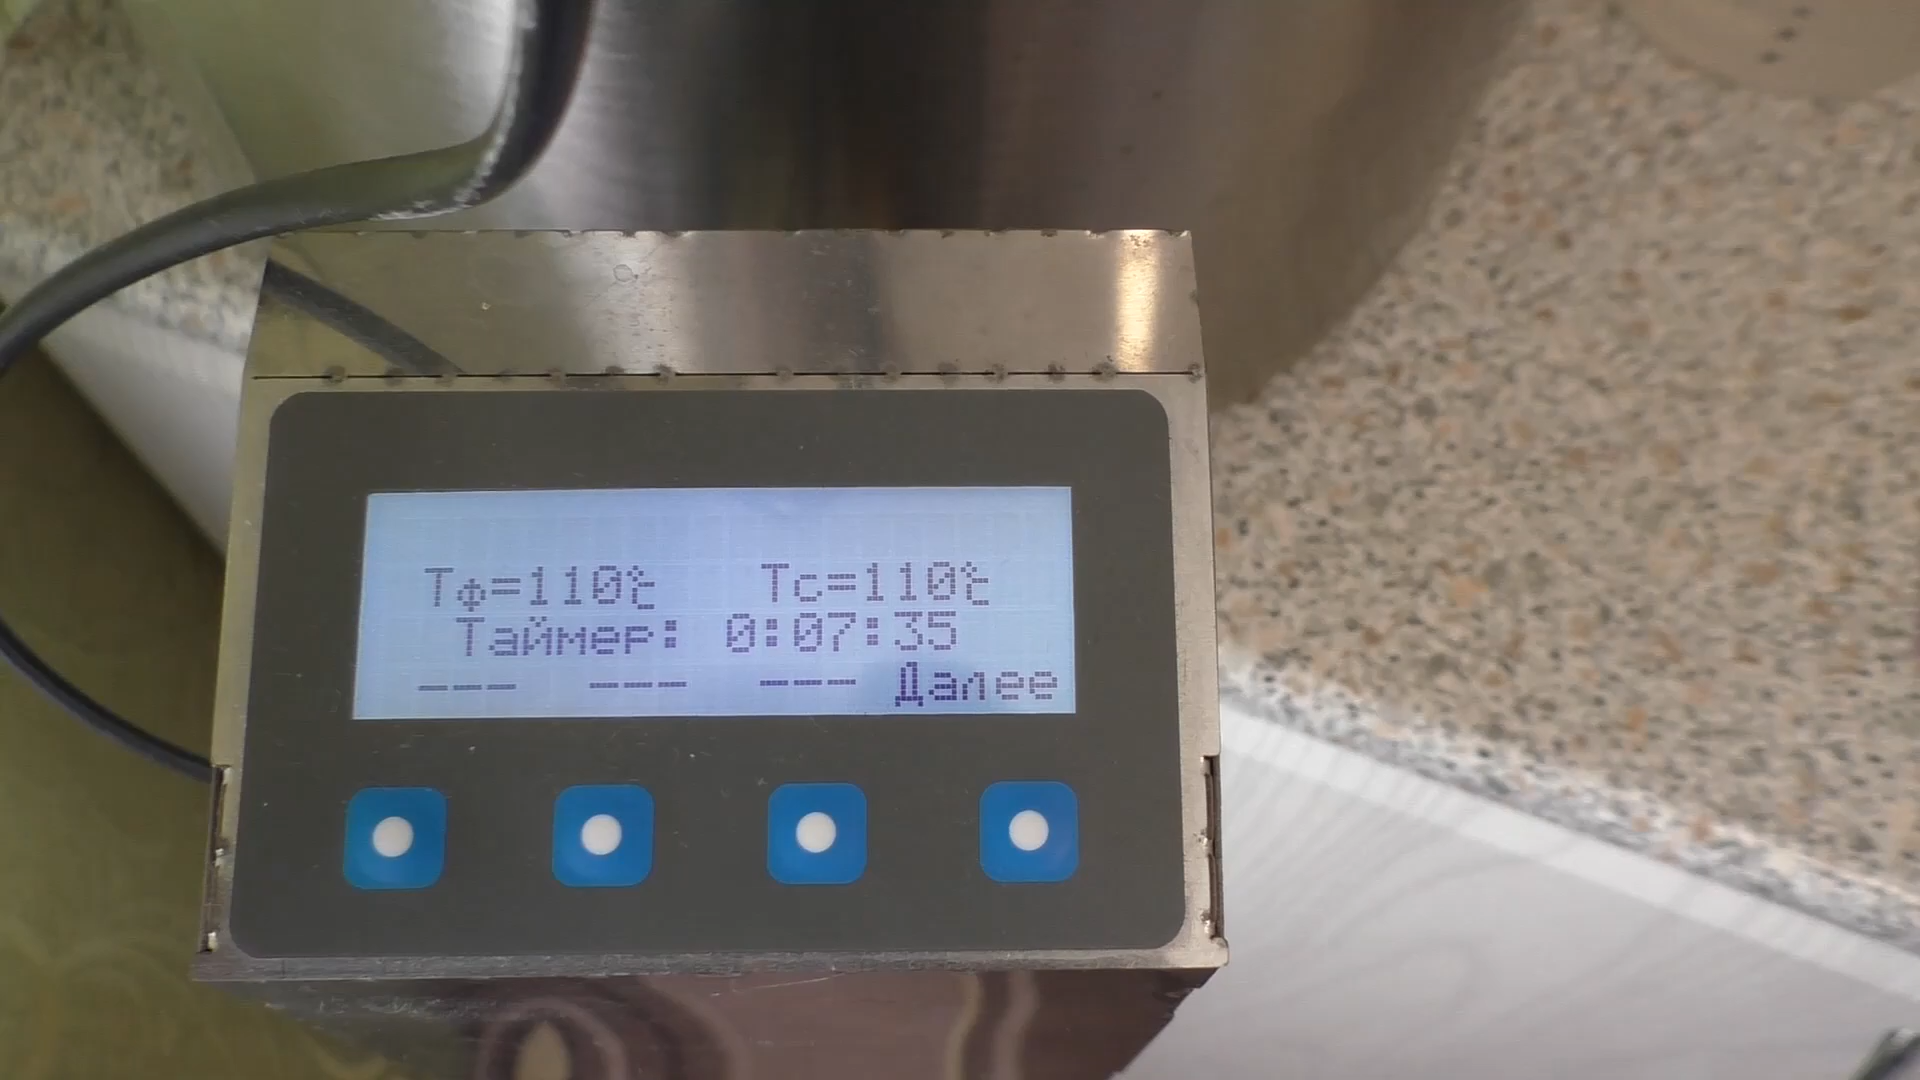 Тф=110℃ Тс=110℃
Таймер: 0:07:35
--- --- --- Далее